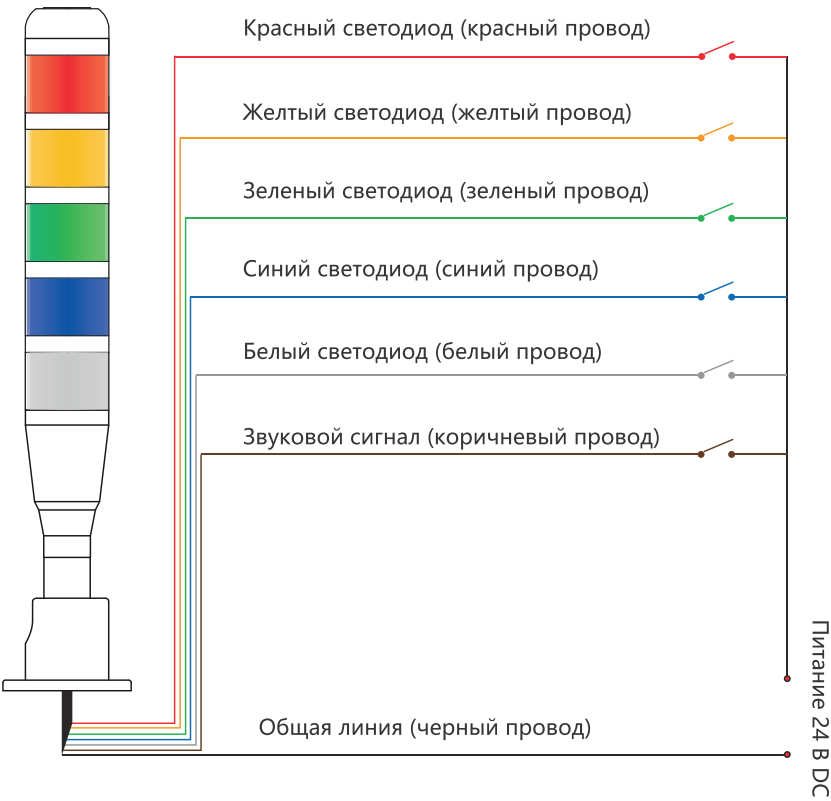 Красный светодиод (красный провод)
Желтый светодиод (желтый провод)
Зеленый светодиод (зеленый провод)
Синий светодиод (синий провод)
Белый светодиод (белый провод)
Звуковой сигнал (коричневый провод)
Общая линия (черный провод)
Питание 24 В DC